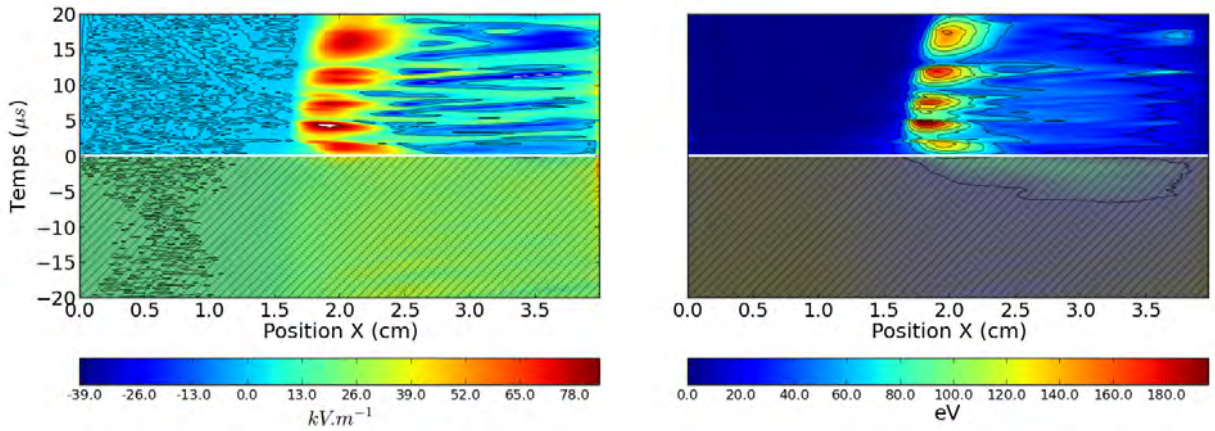 Temps (μs)
20
15
10
5
0
−5
−10
−15
−20
0.0 0.5 1.0 1.5 2.0 2.5 3.0 3.5
Position X (cm)
-39.0 -26.0 -13.0 0.0 13.0 26.0 39.0 52.0 65.0 78.0
kV.m⁻¹
0.0 0.5 1.0 1.5 2.0 2.5 3.0 3.5
Position X (cm)
0.0 20.0 40.0 60.0 80.0 100.0 120.0 140.0 160.0 180.0
eV